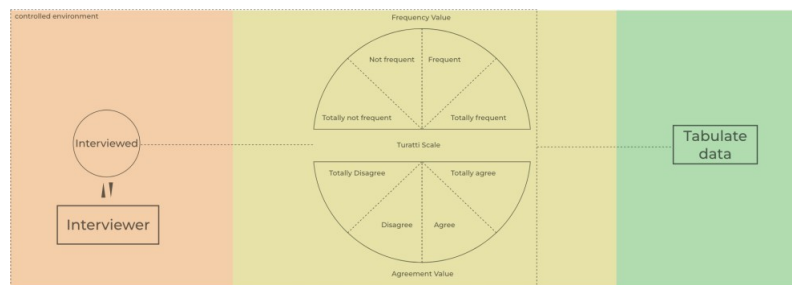 controlled environment
Frequency Value
Not frequent
Frequent
Totally not frequent
Totally frequent
Interviewed
Turatti Scale
Tabulate
data
Totally Disagree
Totally agree
Interviewer
Disagree
Agree
Agreement Value